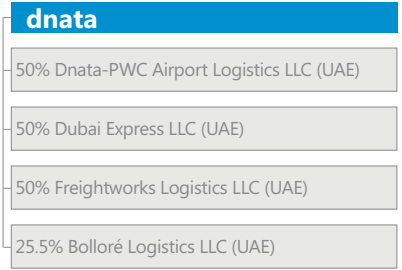 dnata
50% Dnata-PWC Airport Logistics LLC (UAE)
50% Dubai Express LLC (UAE)
50% Freightworks Logistics LLC (UAE)
25.5% Bolloré Logistics LLC (UAE)